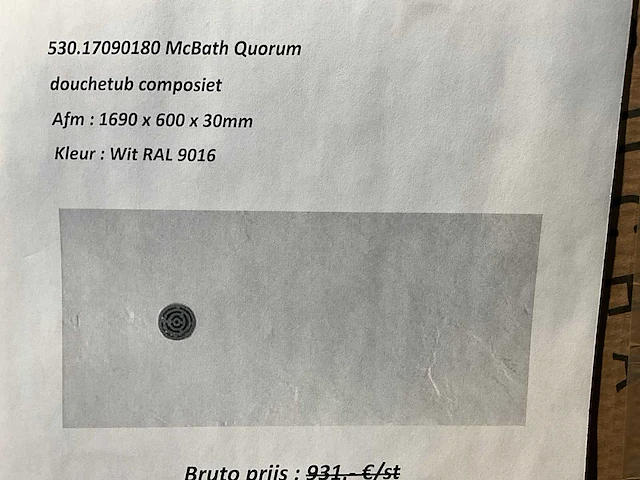 530.17090180 McBath Quorum
douchetub composiet
Afm : 1690 x 600 x 30mm
Kleur : Wit RAL 9016
Bruto prijs : 931,- €/st